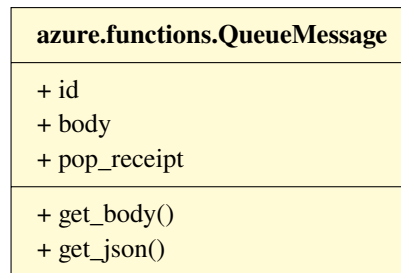 azure.functions.QueueMessage
+ id
+ body
+ pop_receipt
+ get_body()
+ get_json()